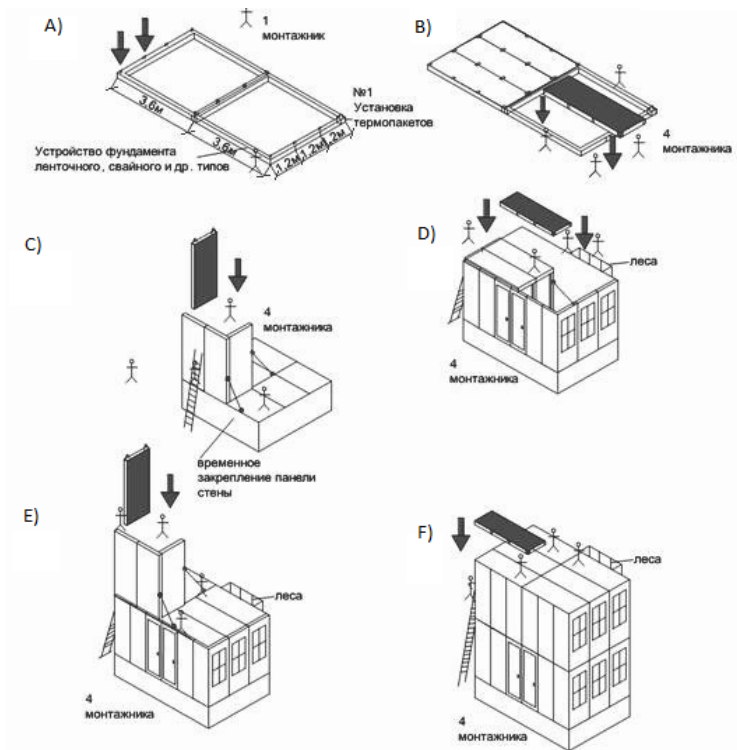 A)
1
монтажник
3,6м
3,6м
1,2м
1,2м
1,2м
№1
Установка
термопакетов
Устройство фундамента
ленточного, свайного и др. типов
B)
4
монтажника
C)
4
монтажника
временное
закрепление панели
стены
D)
леса
4
монтажника
E)
леса
4
монтажника
F)
леса
4
монтажника